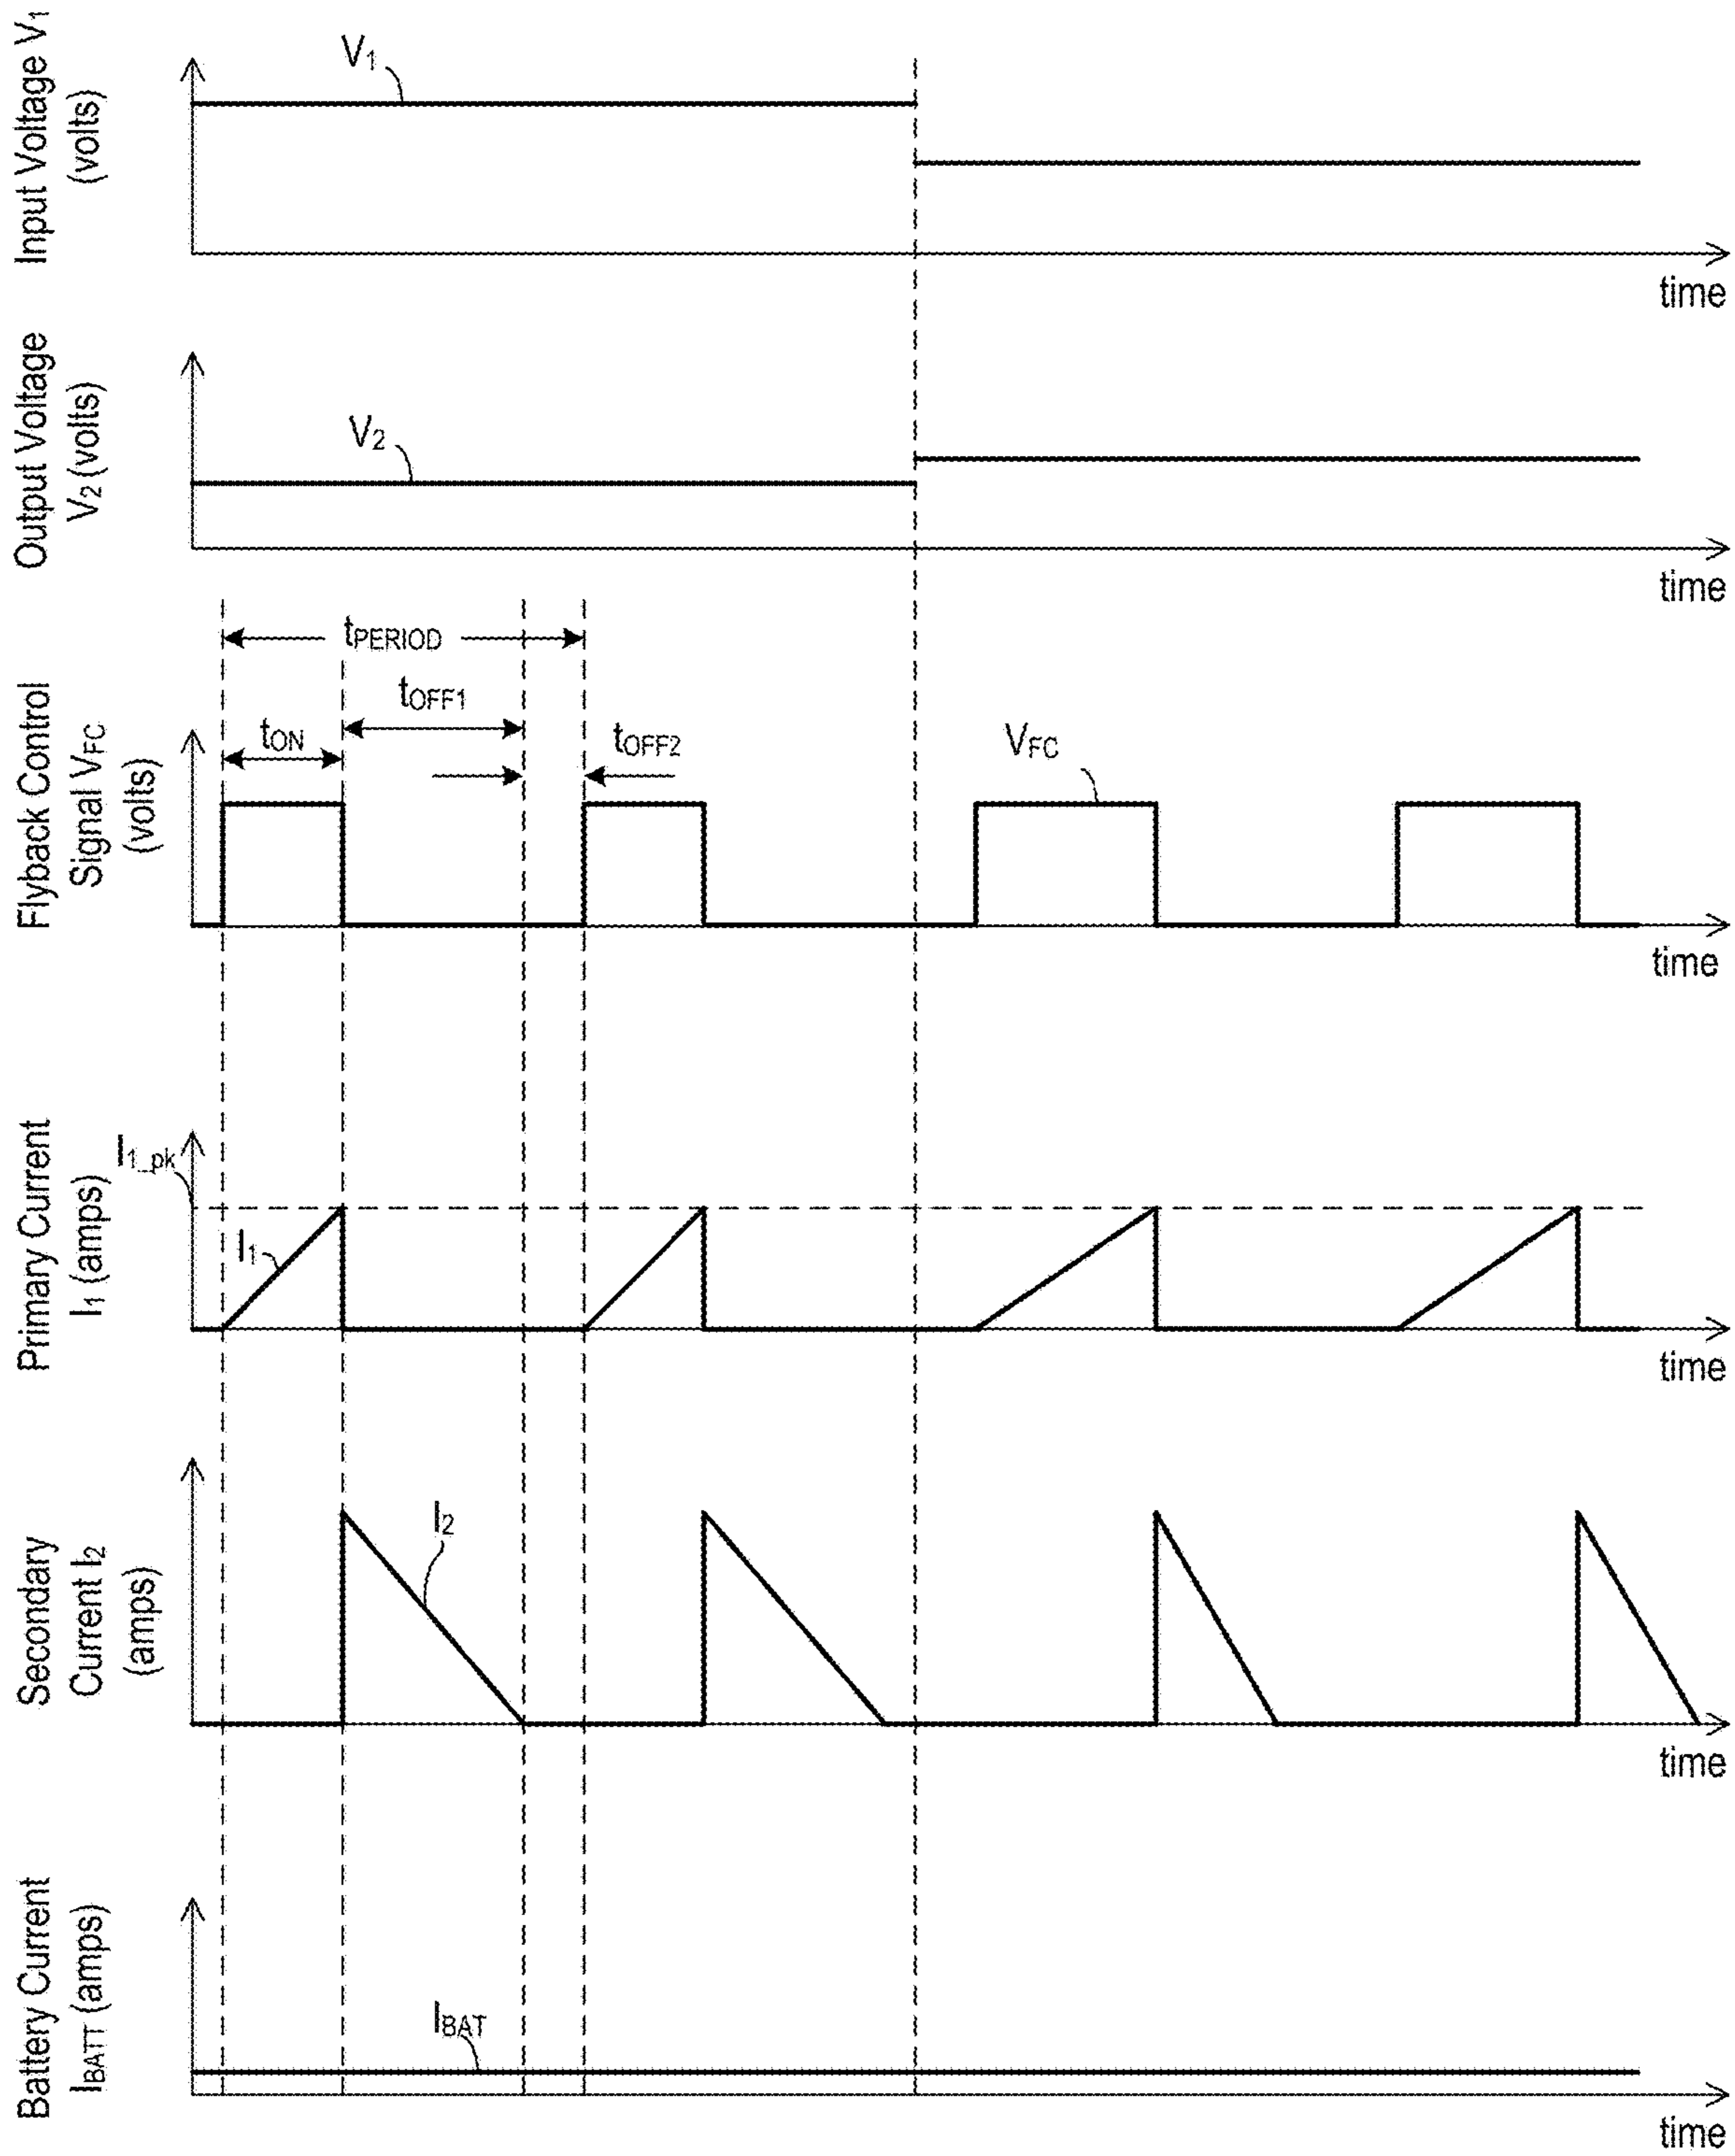 Input Voltage V1
(volts)
V1
time
Output Voltage
V2 (volts)
V2
time
Flyback Control
Signal VFC
(volts)
tPERIOD
tOFF1
tON
tOFF2
VFC
time
Primary Current
I1 (amps)
I1_pk
I1
time
Secondary
Current I2
(amps)
I2
time
Battery Current
IBATT (amps)
IBAT
time